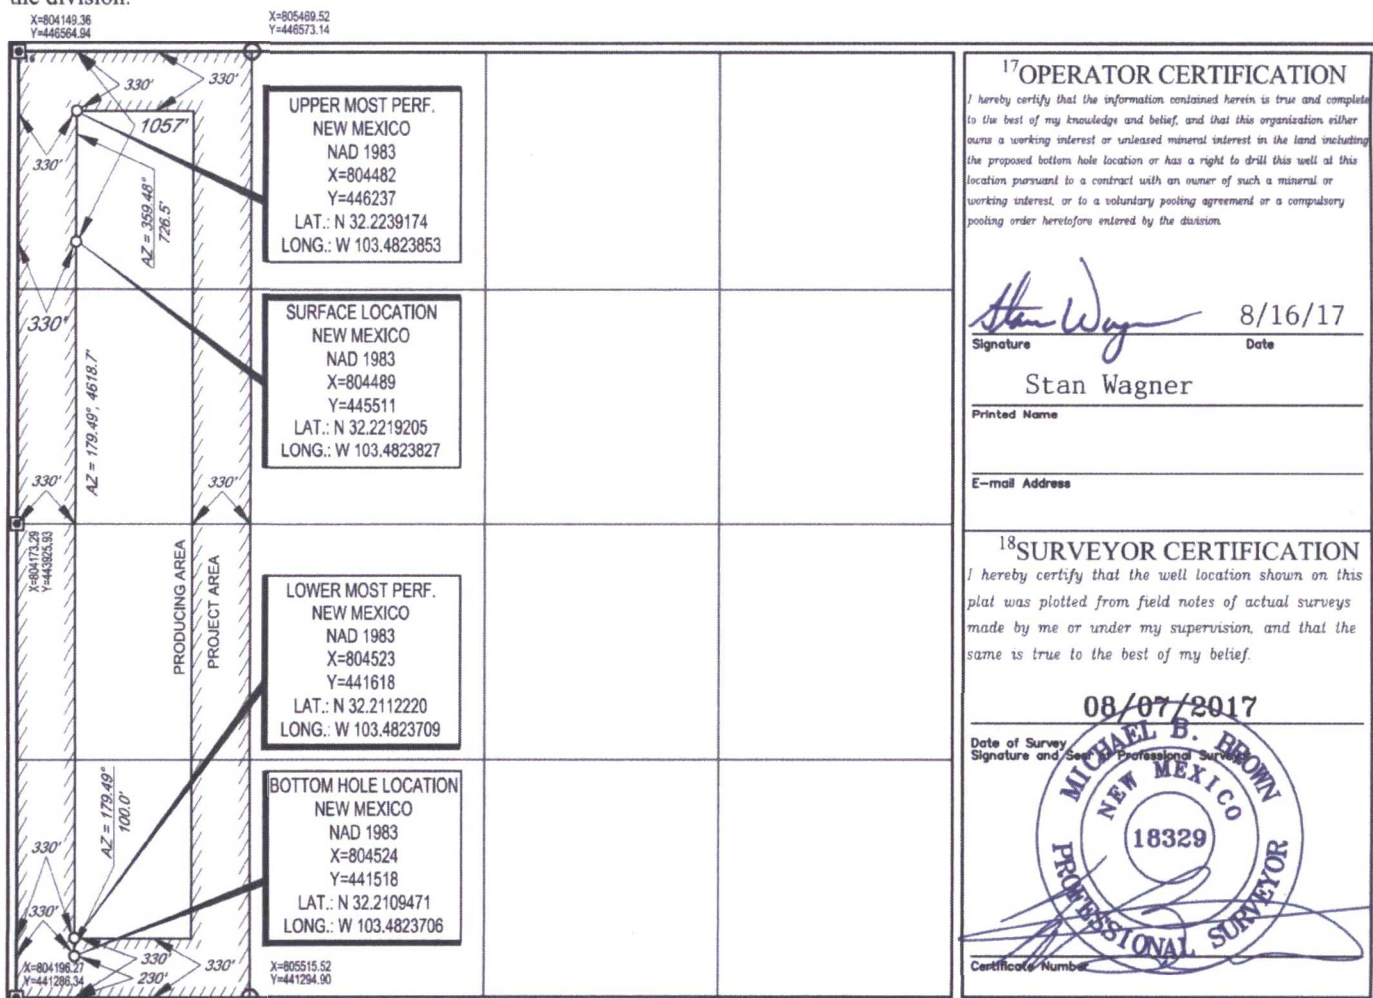 the division.
X=804149.36
Y=446564.94
X=805469.52
Y=446573.14
330'
330'
1057'
330'
AZ = 359.48°
726.5'
330'
AZ = 179.49°, 4618.7'
330'
330'
X=804173.29
Y=443925.93
PRODUCING AREA
PROJECT AREA
AZ = 179.49°
100.0'
330'
330'
330'
230'
330'
X=804196.27
Y=441286.34
X=805515.52
Y=441294.90
UPPER MOST PERF.
NEW MEXICO
NAD 1983
X=804482
Y=446237
LAT.: N 32.2239174
LONG.: W 103.4823853
SURFACE LOCATION
NEW MEXICO
NAD 1983
X=804489
Y=445511
LAT.: N 32.2219205
LONG.: W 103.4823827
LOWER MOST PERF.
NEW MEXICO
NAD 1983
X=804523
Y=441618
LAT.: N 32.2112220
LONG.: W 103.4823709
BOTTOM HOLE LOCATION
NEW MEXICO
NAD 1983
X=804524
Y=441518
LAT.: N 32.2109471
LONG.: W 103.4823706
17OPERATOR CERTIFICATION
I hereby certify that the information contained herein is true and complete
to the best of my knowledge and belief, and that this organization either
owns a working interest or unleased mineral interest in the land including
the proposed bottom hole location or has a right to drill this well at this
location pursuant to a contract with an owner of such a mineral or
working interest, or to a voluntary pooling agreement or a compulsory
pooling order heretofore entered by the division.
Stan Wagner 8/16/17
Signature Date
Stan Wagner
Printed Name
E-mail Address
18SURVEYOR CERTIFICATION
I hereby certify that the well location shown on this
plat was plotted from field notes of actual surveys
made by me or under my supervision, and that the
same is true to the best of my belief.
08/07/2017
Date of Survey
Signature and Seal of Professional Surveyor
MICHAEL B. BROWN
NEW MEXICO
18329
PROFESSIONAL SURVEYOR
Certificate Number